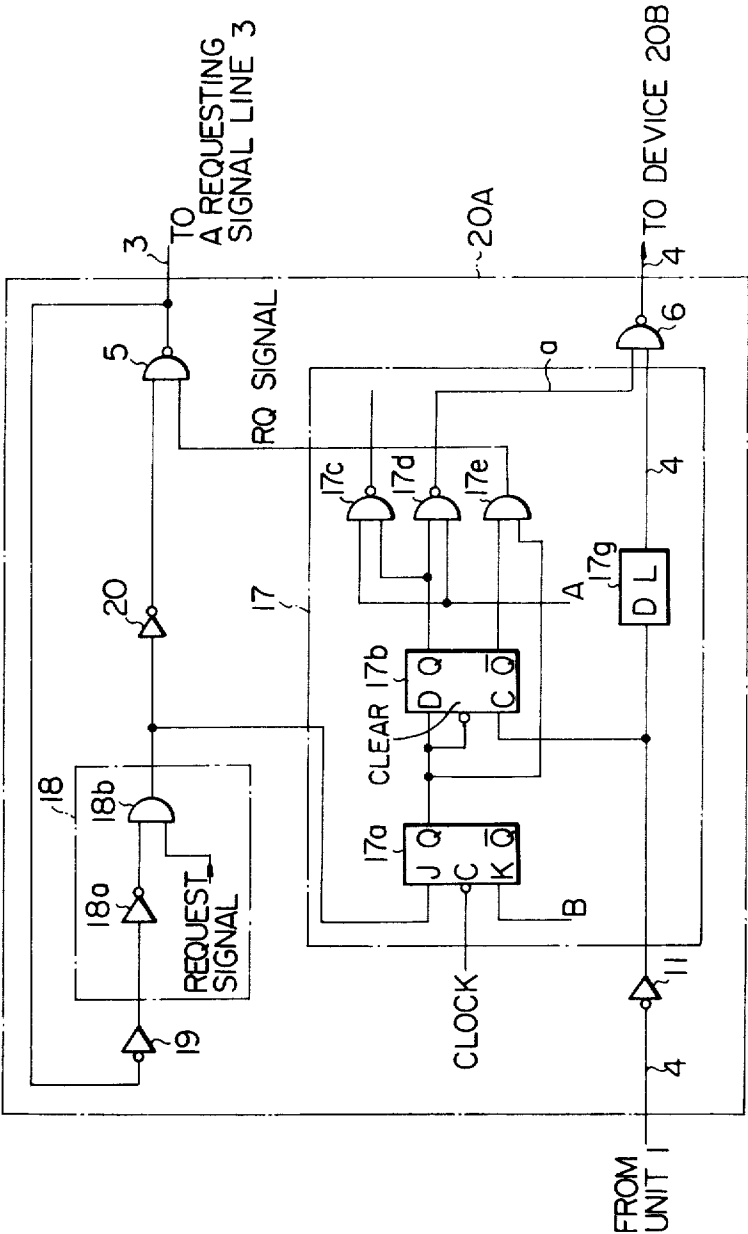 3
TO
A REQUESTING
SIGNAL LINE 3
5
20
18
18b
18a
REQUEST
SIGNAL
19
20A
RQ SIGNAL
17
17c
17d
17e
a
A
17b
D Q
CLEAR
C Q̅
17a
J Q
C
K Q̅
B
CLOCK
17g
DL
4
6
4
TO DEVICE 20B
11
4
FROM
UNIT 1